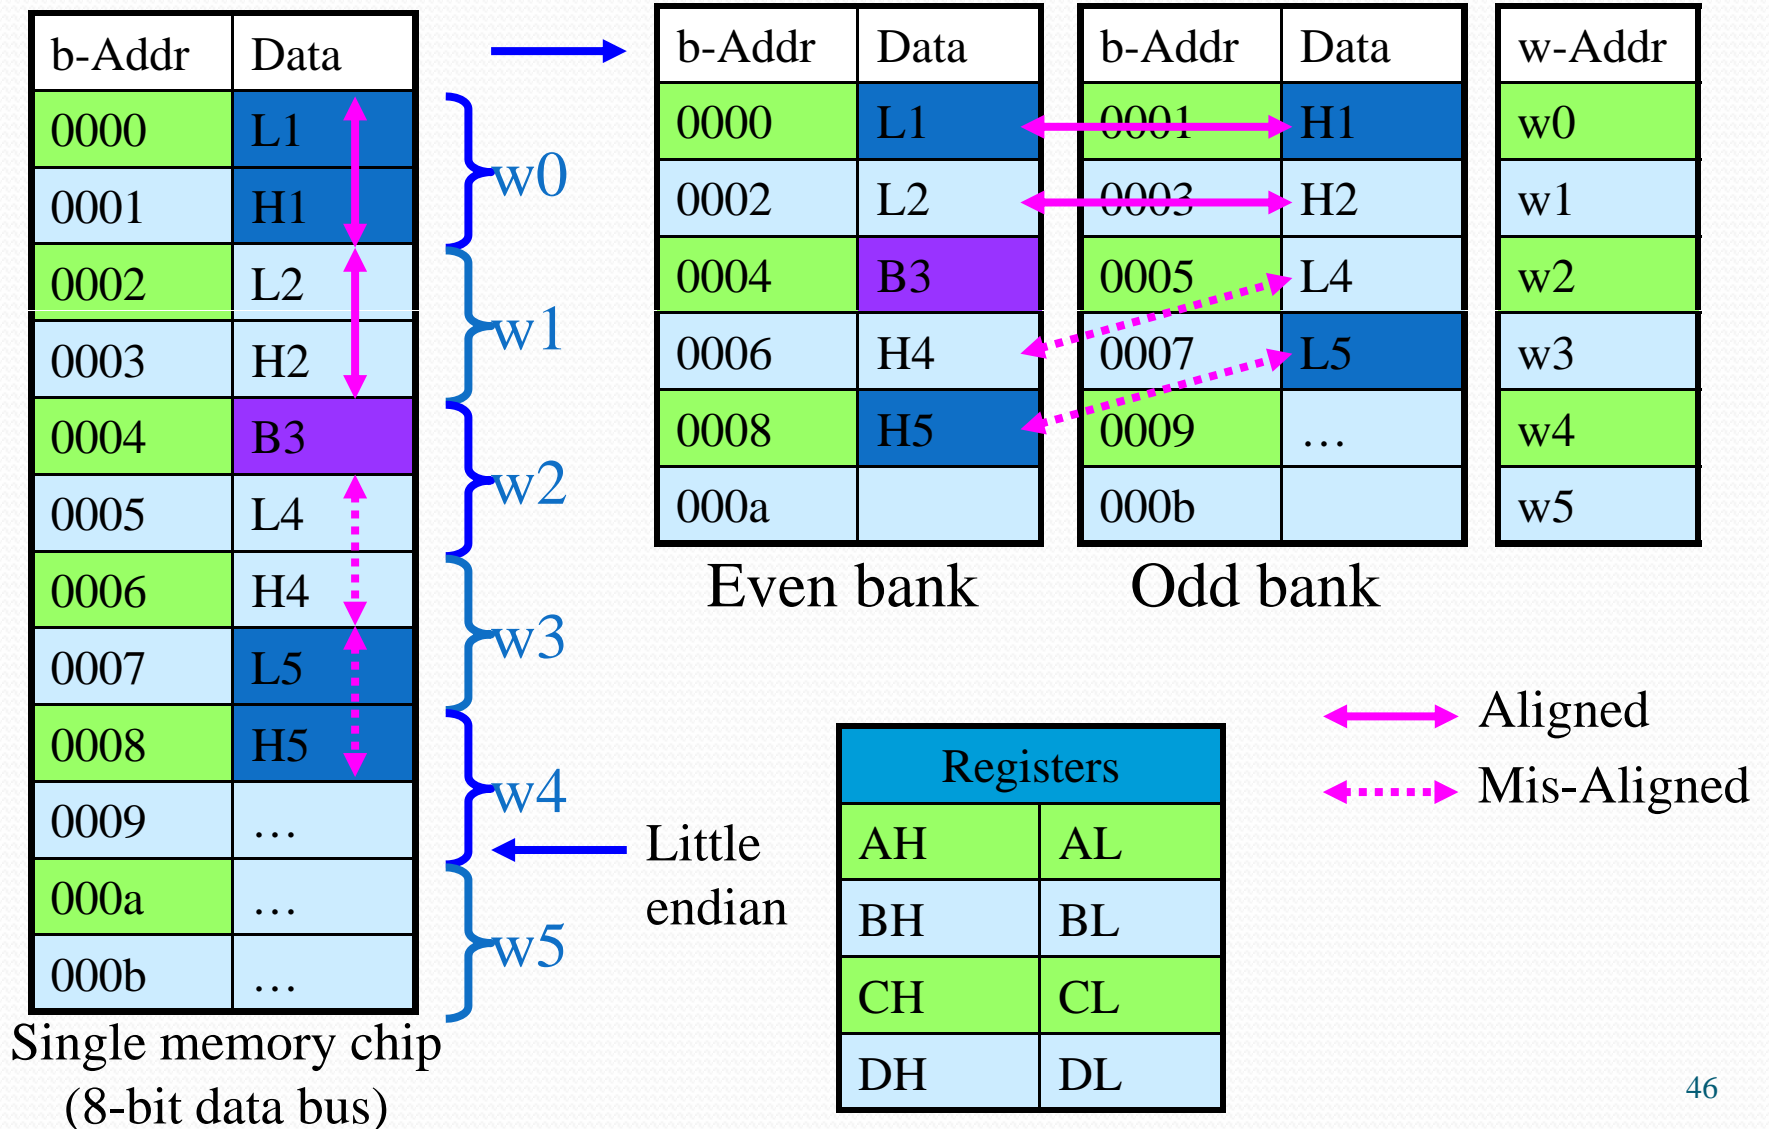 b-Addr Data
0000 L1
0001 H1
0002 L2
0003 H2
0004 B3
0005 L4
0006 H4
0007 L5
0008 H5
0009 …
000a …
000b …
Single memory chip
(8-bit data bus)
w0
w1
w2
w3
w4
w5
Little
endian
b-Addr Data b-Addr Data w-Addr
0000 L1 0001 H1 w0
0002 L2 0003 H2 w1
0004 B3 0005 L4 w2
0006 H4 0007 L5 w3
0008 H5 0009 … w4
000a 000b w5
Even bank Odd bank
Registers
AH AL
BH BL
CH CL
DH DL
Aligned
Mis-Aligned
46